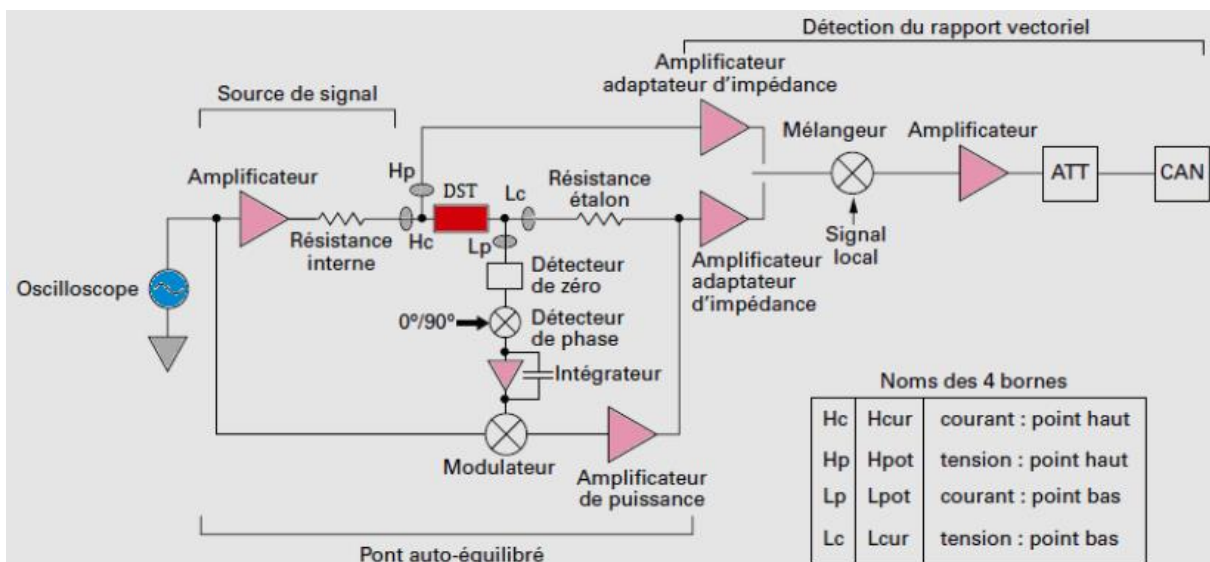 Détection du rapport vectoriel
Amplificateur
adaptateur d'impédance
Source de signal
Mélangeur
Amplificateur
Hp
Amplificateur
DST
Lc
Résistance
étalon
ATT
CAN
Résistance
interne
Hc
Lp
Signal
local
Détecteur
de zéro
Amplificateur
adaptateur
d'impédance
Oscilloscope
0º/90º
Détecteur
de phase
Intégrateur
Noms des 4 bornes
Hc Hcur courant : point haut
Modulateur
Hp Hpot tension : point haut
Amplificateur
de puissance
Lp Lpot courant : point bas
Lc Lcur tension : point bas
Pont auto-équilibré